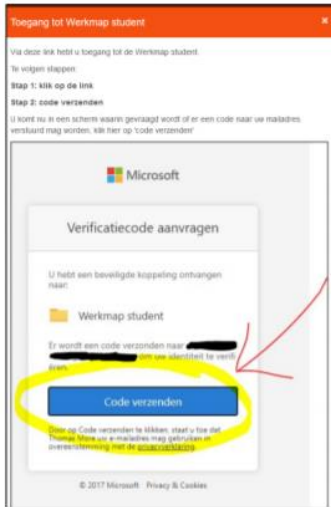 Toegang tot Werkmap student
Via deze link hebt u toegang tot de Werkmap student.
Te volgen stappen:
Stap 1: klik op de link
Stap 2: code verzenden
U komt nu in een scherm waarin gevraagd wordt of er een code naar uw mailadres
verstuurd mag worden, klik hier op 'code verzenden'
Microsoft
Verificatiecode aanvragen
U hebt een beveiligde koppeling ontvangen
naar:
Werkmap student
Er wordt een code verzonden naar
om uw identiteit te verifi
ëren.
Code verzenden
Door op Code verzenden te klikken, staat u toe dat
Thomas More uw e-mailadres mag gebruiken in
overeenstemming met de privacyverklaring.
© 2017 Microsoft Privacy & Cookies